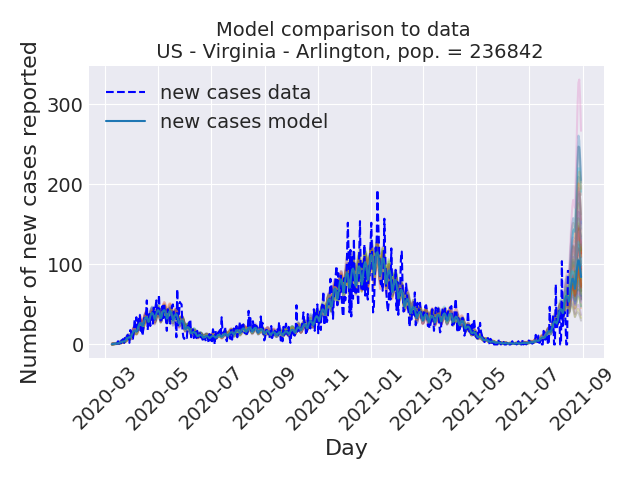 Model comparison to data
US - Virginia - Arlington, pop. = 236842
Number of new cases reported
300
200
100
0
new cases data
new cases model
2020-03
2020-05
2020-07
2020-09
2020-11
2021-01
2021-03
2021-05
2021-07
2021-09
Day